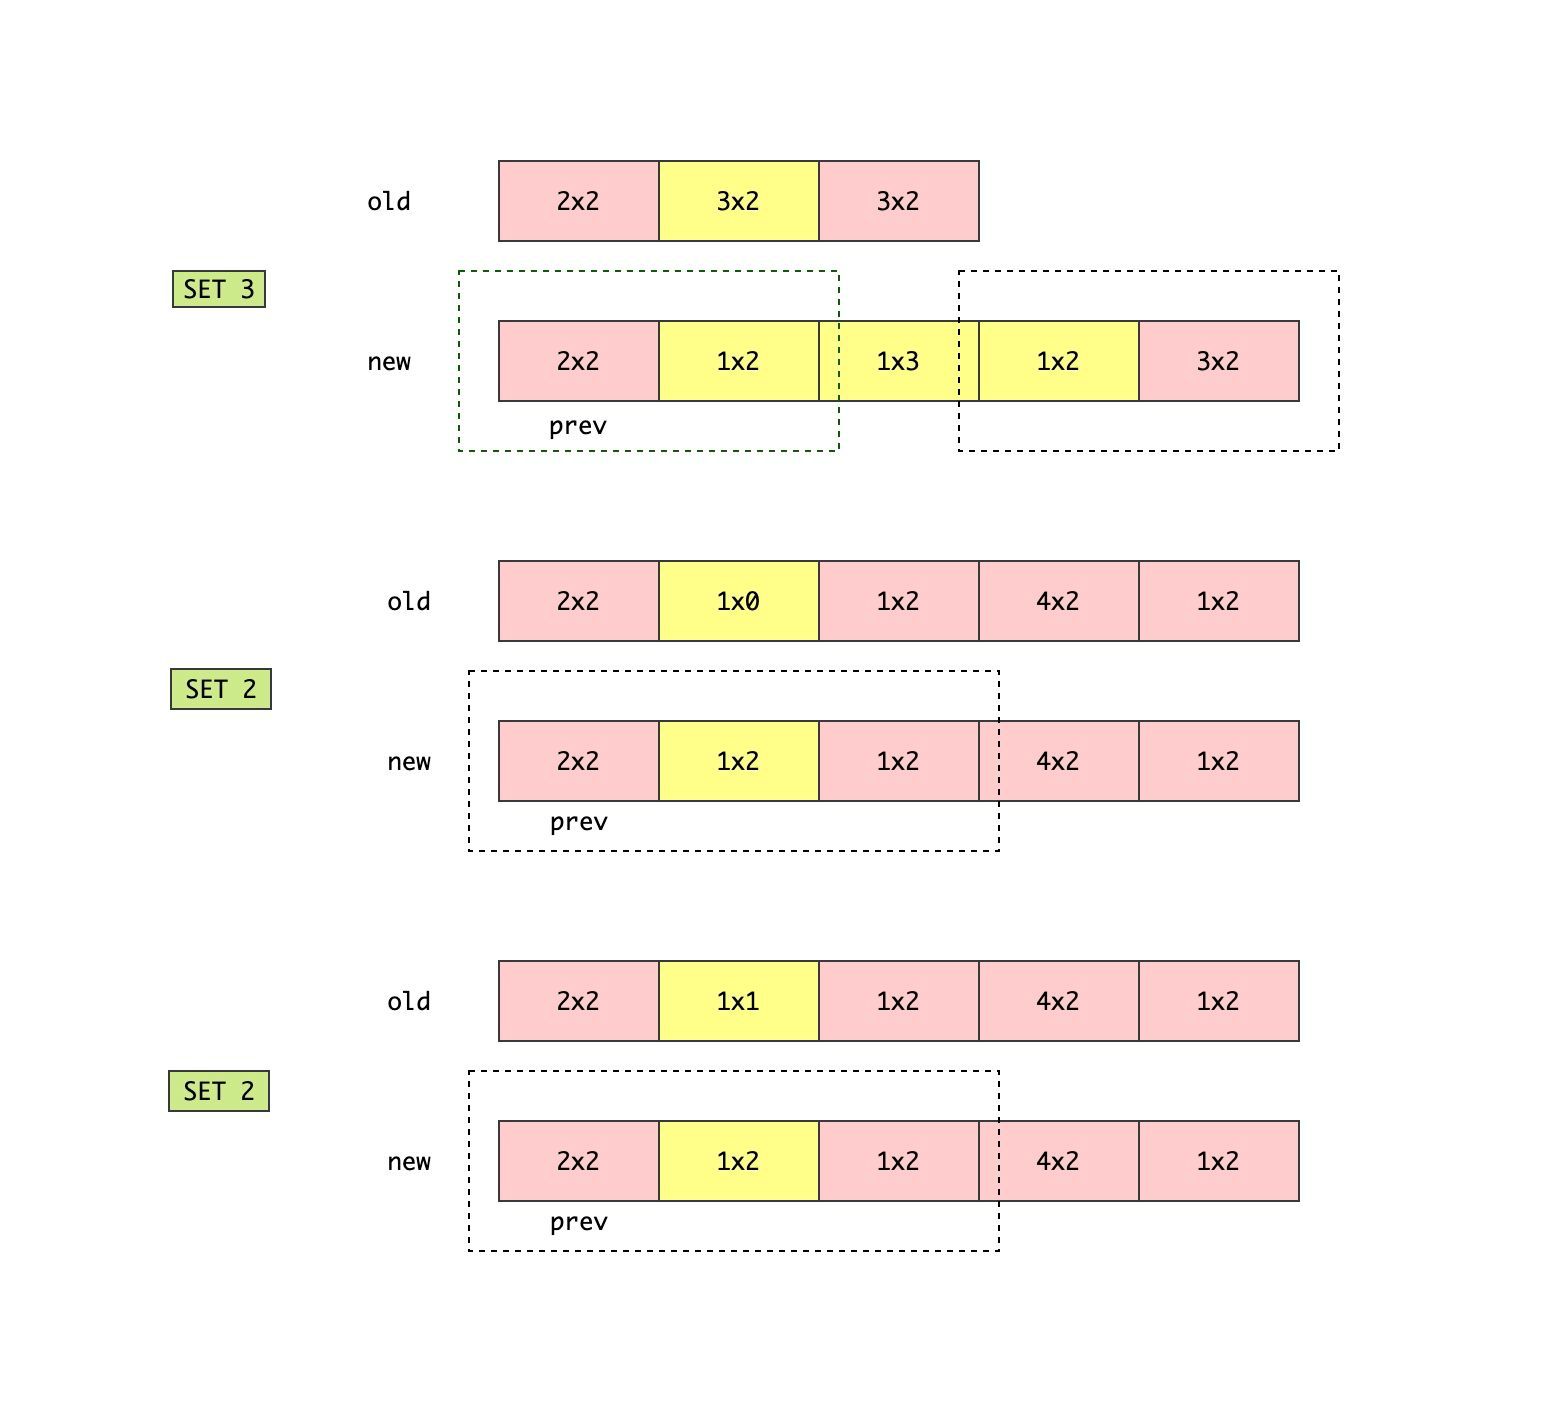 old 2x2 3x2 3x2
SET 3
new 2x2 1x2 1x3 1x2 3x2
prev
old 2x2 1x0 1x2 4x2 1x2
SET 2
new 2x2 1x2 1x2 4x2 1x2
prev
old 2x2 1x1 1x2 4x2 1x2
SET 2
new 2x2 1x2 1x2 4x2 1x2
prev